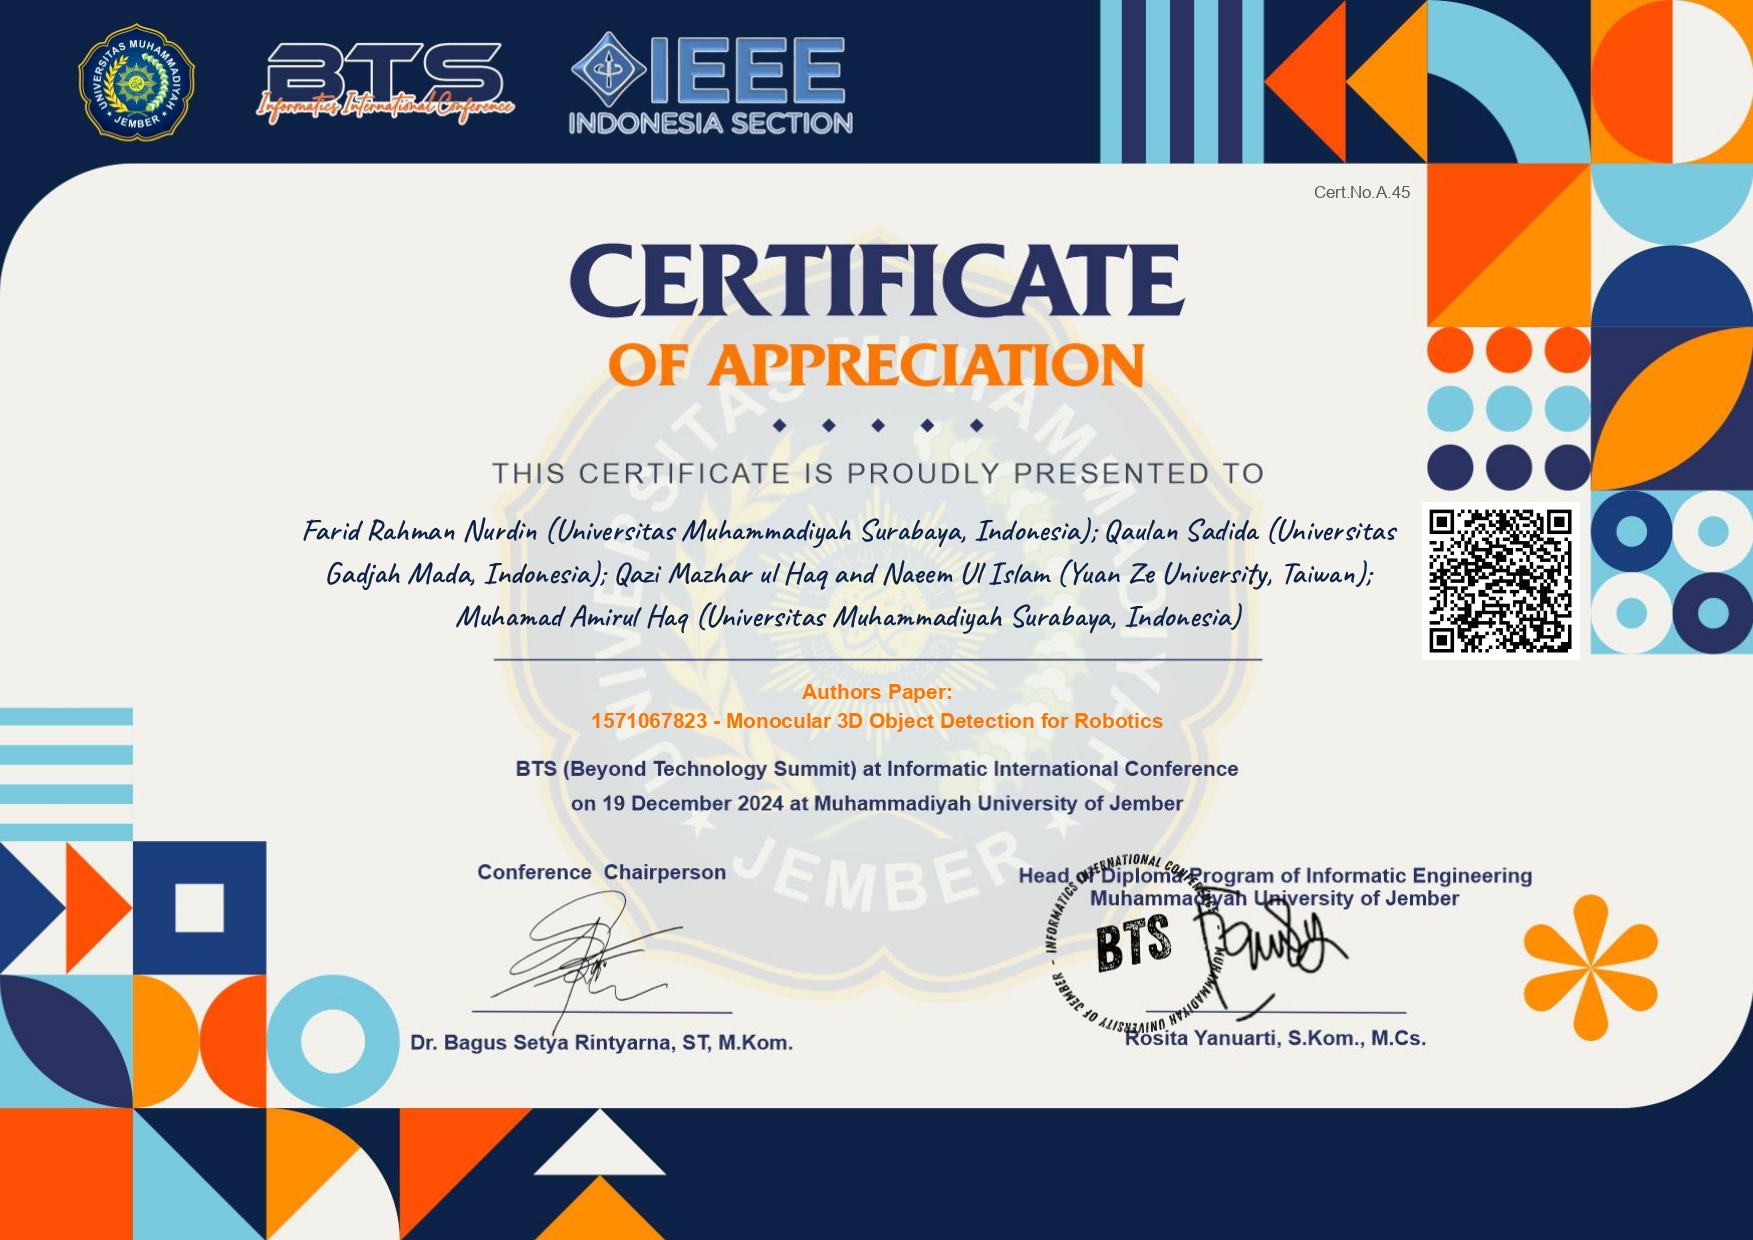 UNIVERSITAS MUHAMMADIYAH
JEMBER
BTS
Informatics International Conference
IEEE
INDONESIA SECTION
Cert.No.A.45
CERTIFICATE
OF APPRECIATION
THIS CERTIFICATE IS PROUDLY PRESENTED TO
Farid Rahman Nurdin (Universitas Muhammadiyah Surabaya, Indonesia); Qaulan Sadida (Universitas
Gadjah Mada, Indonesia); Qazi Mazhar ul Haq and Naeem Ul Islam (Yuan Ze University, Taiwan);
Muhamad Amirul Haq (Universitas Muhammadiyah Surabaya, Indonesia)
Authors Paper:
1571067823 - Monocular 3D Object Detection for Robotics
BTS (Beyond Technology Summit) at Informatic International Conference
on 19 December 2024 at Muhammadiyah University of Jember
UNIVERSITAS MUHAMMADIYAH
JEMBER
Conference Chairperson
Dr. Bagus Setya Rintyarna, ST, M.Kom.
Head of Diploma Program of Informatic Engineering
Muhammadiyah University of Jember
INFORMATICS INTERNATIONAL CONFERENCE - MUHAMMADIYAH UNIVERSITY OF JEMBER -
BTS
Rosita Yanuarti, S.Kom., M.Cs.